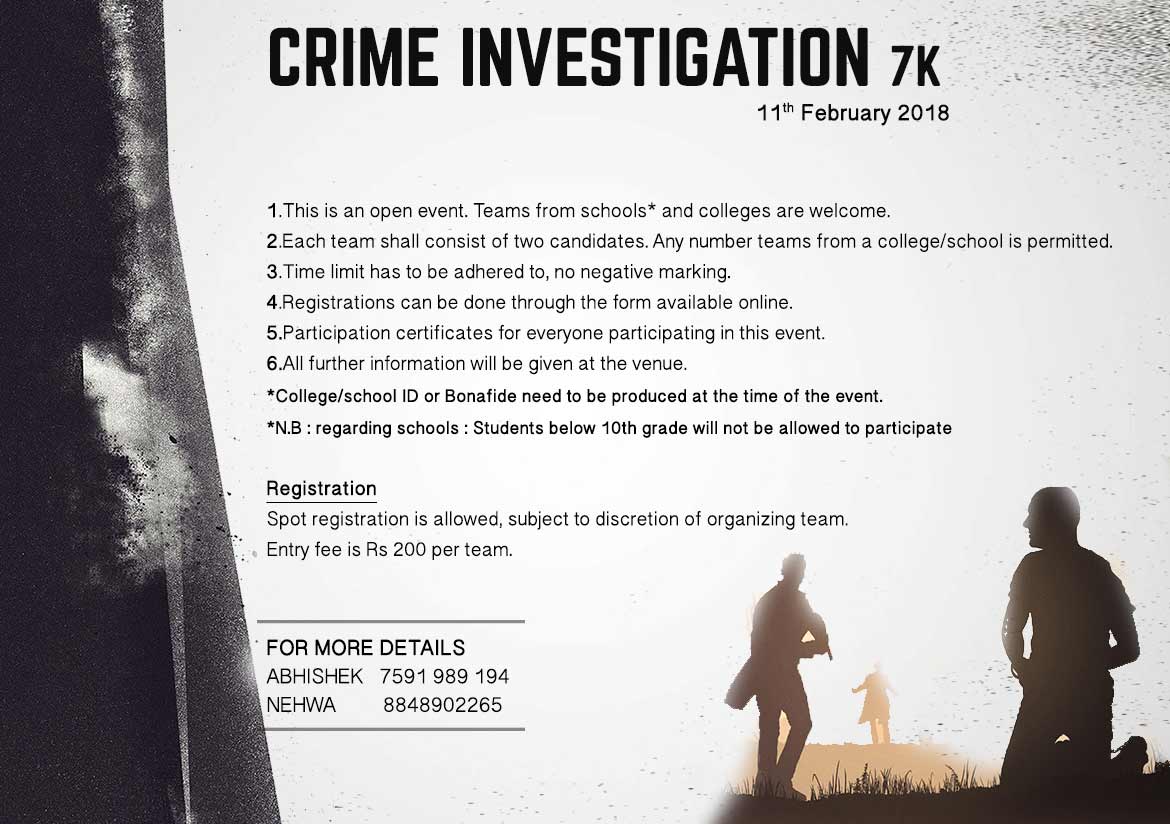 CRIME INVESTIGATION 7K
11th February 2018
1.This is an open event. Teams from schools* and colleges are welcome.
2.Each team shall consist of two candidates. Any number teams from a college/school is permitted.
3.Time limit has to be adhered to, no negative marking.
4.Registrations can be done through the form available online.
5.Participation certificates for everyone participating in this event.
6.All further information will be given at the venue.
*College/school ID or Bonafide need to be produced at the time of the event.
*N.B : regarding schools : Students below 10th grade will not be allowed to participate
Registration
Spot registration is allowed, subject to discretion of organizing team.
Entry fee is Rs 200 per team.
FOR MORE DETAILS
ABHISHEK 7591 989 194
NEHWA 8848902265